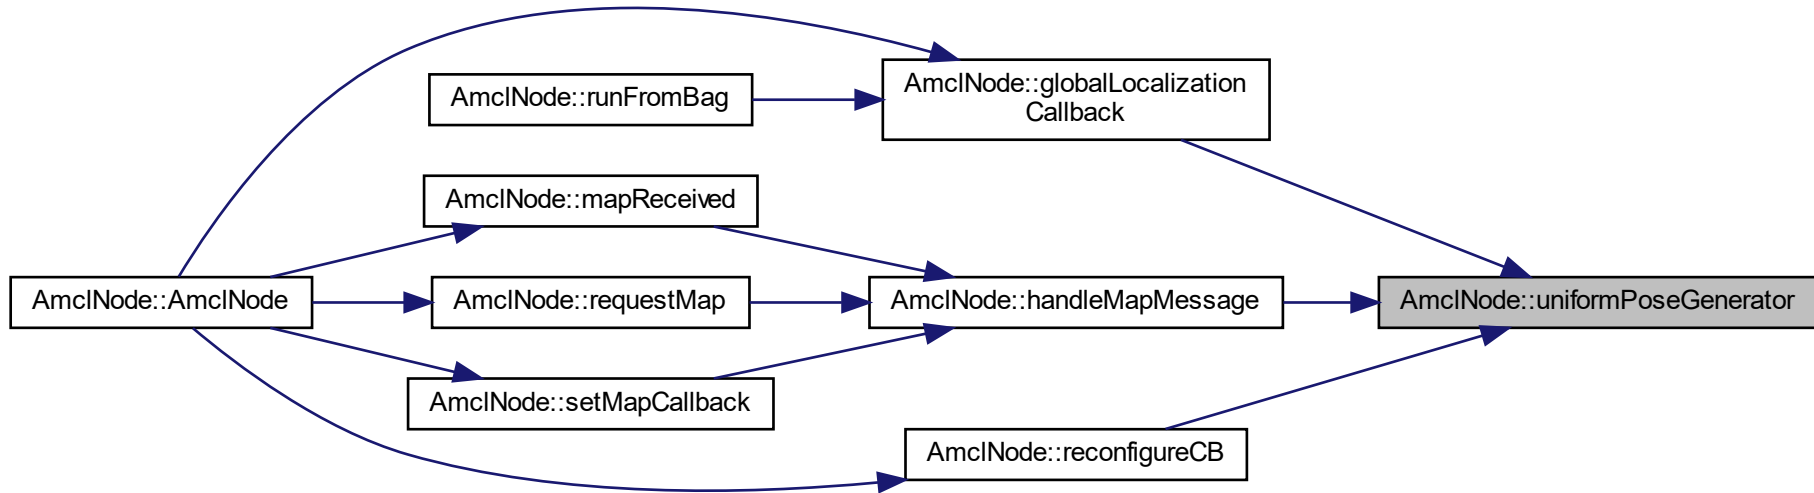 AmclNode::globalLocalization
Callback
AmclNode::runFromBag
AmclNode::mapReceived
AmclNode::AmclNode
AmclNode::requestMap
AmclNode::handleMapMessage
AmclNode::uniformPoseGenerator
AmclNode::setMapCallback
AmclNode::reconfigureCB